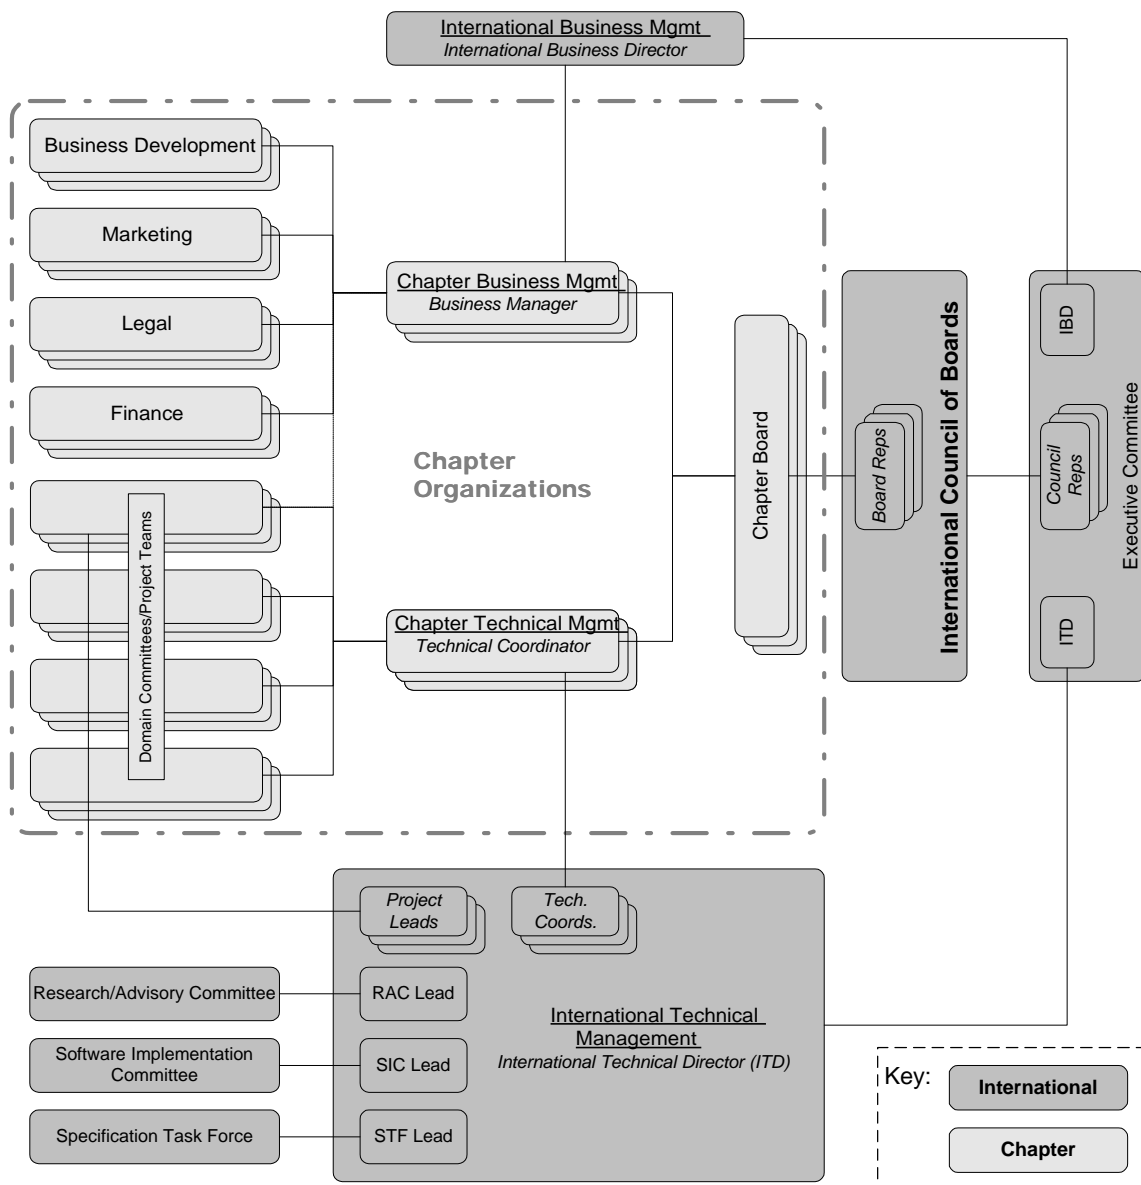 International Business Mgmt
International Business Director
Business Development
Marketing
Legal
Finance
Domain Committees/Project Teams
Chapter Business Mgmt
Business Manager
Chapter
Organizations
Chapter Technical Mgmt
Technical Coordinator
Chapter Board
Board Reps
International Council of Boards
IBD
Council
Reps
ITD
Executive Committee
Project
Leads
Tech.
Coords.
Research/Advisory Committee
RAC Lead
Software Implementation
Committee
SIC Lead
Specification Task Force
STF Lead
International Technical
Management
International Technical Director (ITD)
Key:
International
Chapter